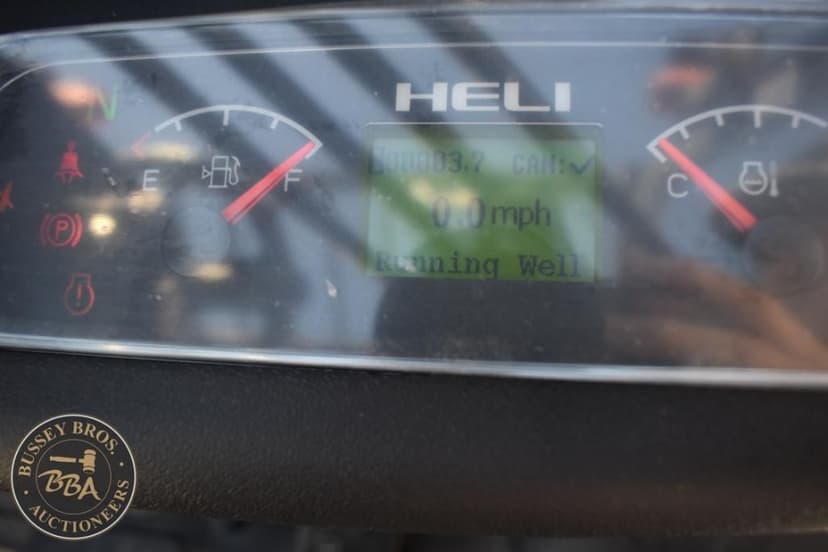 HELI
N
E
F
00003.7 CAN:✓
0.0mph
Running Well
C
P
!
BUSSEY BROS.
BBA
AUCTIONEERS